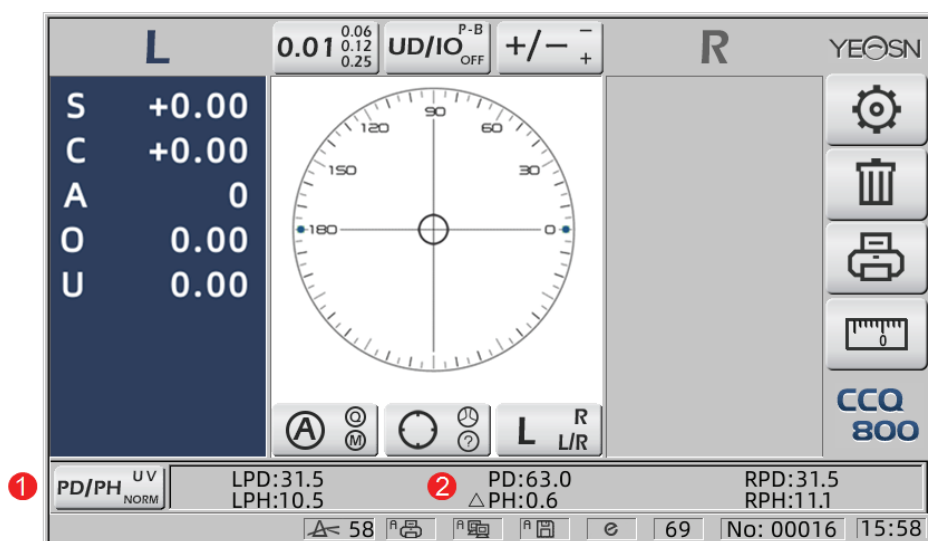 L
0.01 0.06 0.12 0.25
UD/IO P-B OFF
+/− − +
R
YEOSN
S +0.00
C +0.00
A 0
O 0.00
U 0.00
90
120 60
150 30
180 0
0
A Q M
?
L R L/R
CCQ
800
1
PD/PH UV NORM
LPD:31.5
LPH:10.5
2
PD:63.0
△PH:0.6
RPD:31.5
RPH:11.1
58 A A A e 69 No: 00016 15:58